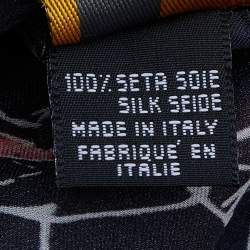 100% SETA SOIE
SILK SEIDE
MADE IN ITALY
FABRIQUE' EN
ITALIE